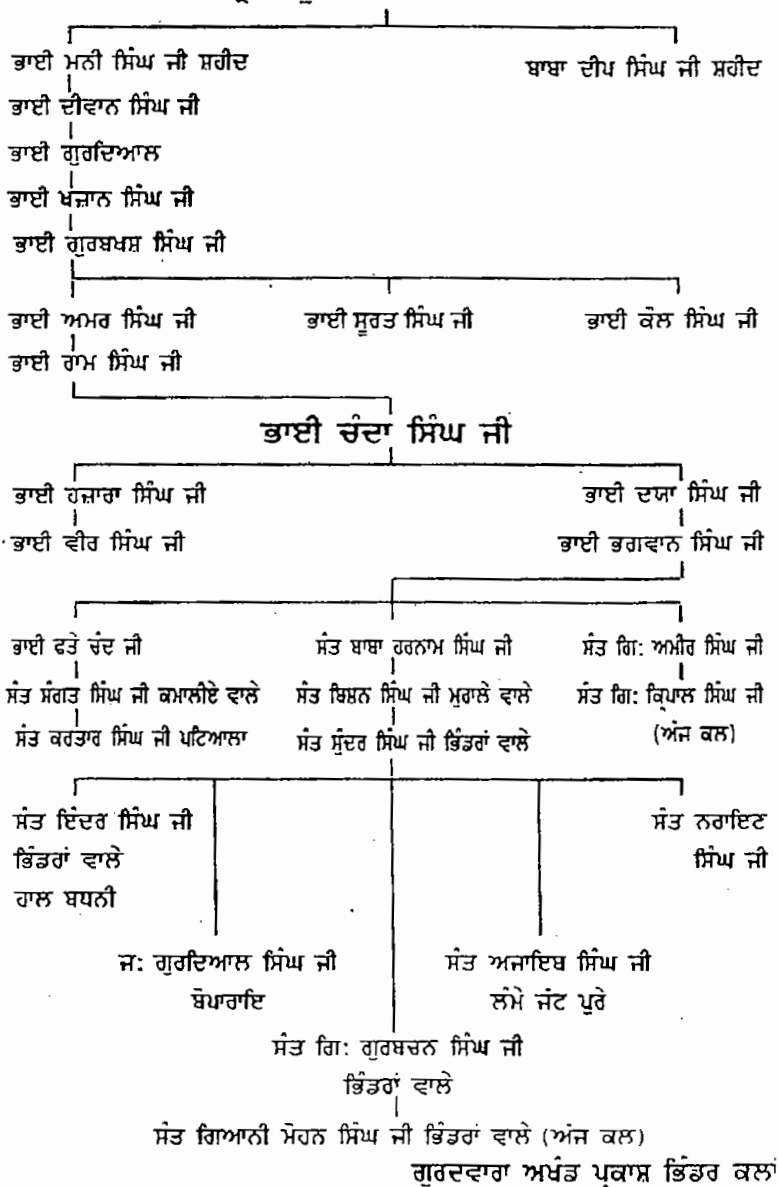 ਭਾਈ ਮਨੀ ਸਿੰਘ ਜੀ ਸ਼ਹੀਦ ਬਾਬਾ ਦੀਪ ਸਿੰਘ ਜੀ ਸ਼ਹੀਦ
ਭਾਈ ਦੀਵਾਨ ਸਿੰਘ ਜੀ
ਭਾਈ ਗੁਰਦਿਆਲ
ਭਾਈ ਖਜ਼ਾਨ ਸਿੰਘ ਜੀ
ਭਾਈ ਗੁਰਬਖਸ਼ ਸਿੰਘ ਜੀ
ਭਾਈ ਅਮਰ ਸਿੰਘ ਜੀ ਭਾਈ ਸੂਰਤ ਸਿੰਘ ਜੀ ਭਾਈ ਕੌਲ ਸਿੰਘ ਜੀ
ਭਾਈ ਰਾਮ ਸਿੰਘ ਜੀ
ਭਾਈ ਚੰਦਾ ਸਿੰਘ ਜੀ
ਭਾਈ ਹਜ਼ਾਰਾ ਸਿੰਘ ਜੀ ਭਾਈ ਦਯਾ ਸਿੰਘ ਜੀ
ਭਾਈ ਵੀਰ ਸਿੰਘ ਜੀ ਭਾਈ ਭਗਵਾਨ ਸਿੰਘ ਜੀ
ਭਾਈ ਫਤੇ ਚੰਦ ਜੀ ਸੰਤ ਬਾਬਾ ਹਰਨਾਮ ਸਿੰਘ ਜੀ ਸੰਤ ਗਿ: ਅਮੀਰ ਸਿੰਘ ਜੀ
ਸੰਤ ਸੰਗਤ ਸਿੰਘ ਜੀ ਕਮਾਲੀਏ ਵਾਲੇ ਸੰਤ ਬਿਸ਼ਨ ਸਿੰਘ ਜੀ ਮੁਰਾਲੇ ਵਾਲੇ ਸੰਤ ਗਿ: ਕ੍ਰਿਪਾਲ ਸਿੰਘ ਜੀ
ਸੰਤ ਕਰਤਾਰ ਸਿੰਘ ਜੀ ਪਟਿਆਲਾ ਸੰਤ ਸੁੰਦਰ ਸਿੰਘ ਜੀ ਭਿੰਡਰਾਂ ਵਾਲੇ (ਅੱਜ ਕਲ)
ਸੰਤ ਇੰਦਰ ਸਿੰਘ ਜੀ ਸੰਤ ਨਰਾਇਣ
ਭਿੰਡਰਾਂ ਵਾਲੇ ਸਿੰਘ ਜੀ
ਹਾਲ ਬਧਨੀ
ਜ: ਗੁਰਦਿਆਲ ਸਿੰਘ ਜੀ ਸੰਤ ਅਜਾਇਬ ਸਿੰਘ ਜੀ
ਬੋਪਾਰਾਇ ਲੰਮੇ ਜੱਟ ਪੁਰੇ
ਸੰਤ ਗਿ: ਗੁਰਬਚਨ ਸਿੰਘ ਜੀ
ਭਿੰਡਰਾਂ ਵਾਲੇ
ਸੰਤ ਗਿਆਨੀ ਮੋਹਨ ਸਿੰਘ ਜੀ ਭਿੰਡਰਾਂ ਵਾਲੇ (ਅੱਜ ਕਲ)
ਗੁਰਦਵਾਰਾ ਅਖੰਡ ਪ੍ਰਕਾਸ਼ ਭਿੰਡਰ ਕਲਾਂ